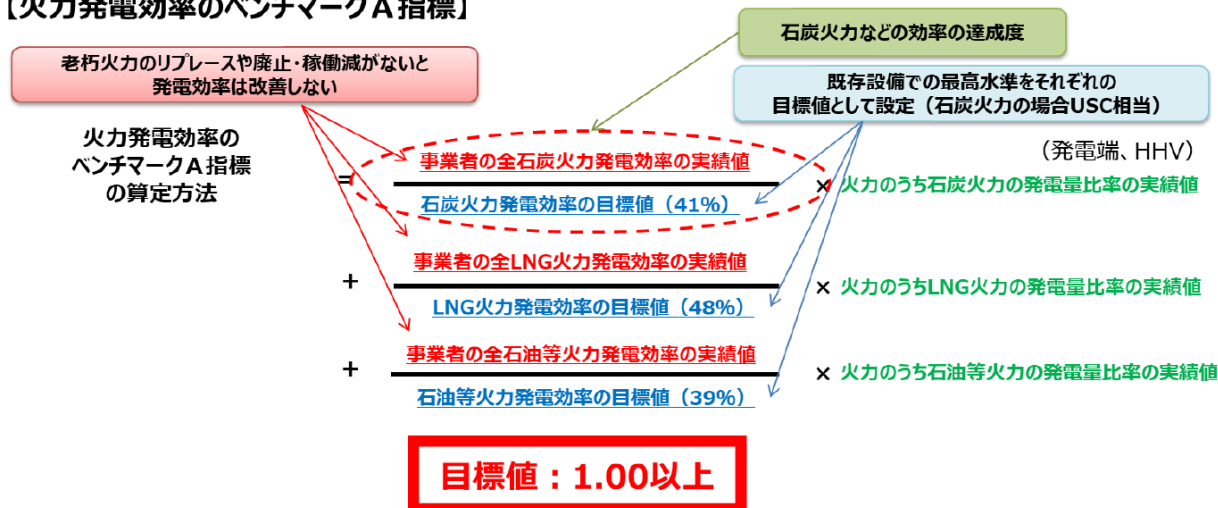 【火力発電効率のベンチマークA指標】
石炭火力などの効率の達成度
老朽火力のリプレースや廃止・稼働減がないと
発電効率は改善しない
既存設備での最高水準をそれぞれの
目標値として設定（石炭火力の場合USC相当）
火力発電効率の
ベンチマークA指標
の算定方法
（発電端、HHV）
=
事業者の全石炭火力発電効率の実績値
石炭火力発電効率の目標値（41%）
× 火力のうち石炭火力の発電量比率の実績値
+
事業者の全LNG火力発電効率の実績値
LNG火力発電効率の目標値（48%）
× 火力のうちLNG火力の発電量比率の実績値
+
事業者の全石油等火力発電効率の実績値
石油等火力発電効率の目標値（39%）
× 火力のうち石油等火力の発電量比率の実績値
目標値：1.00以上